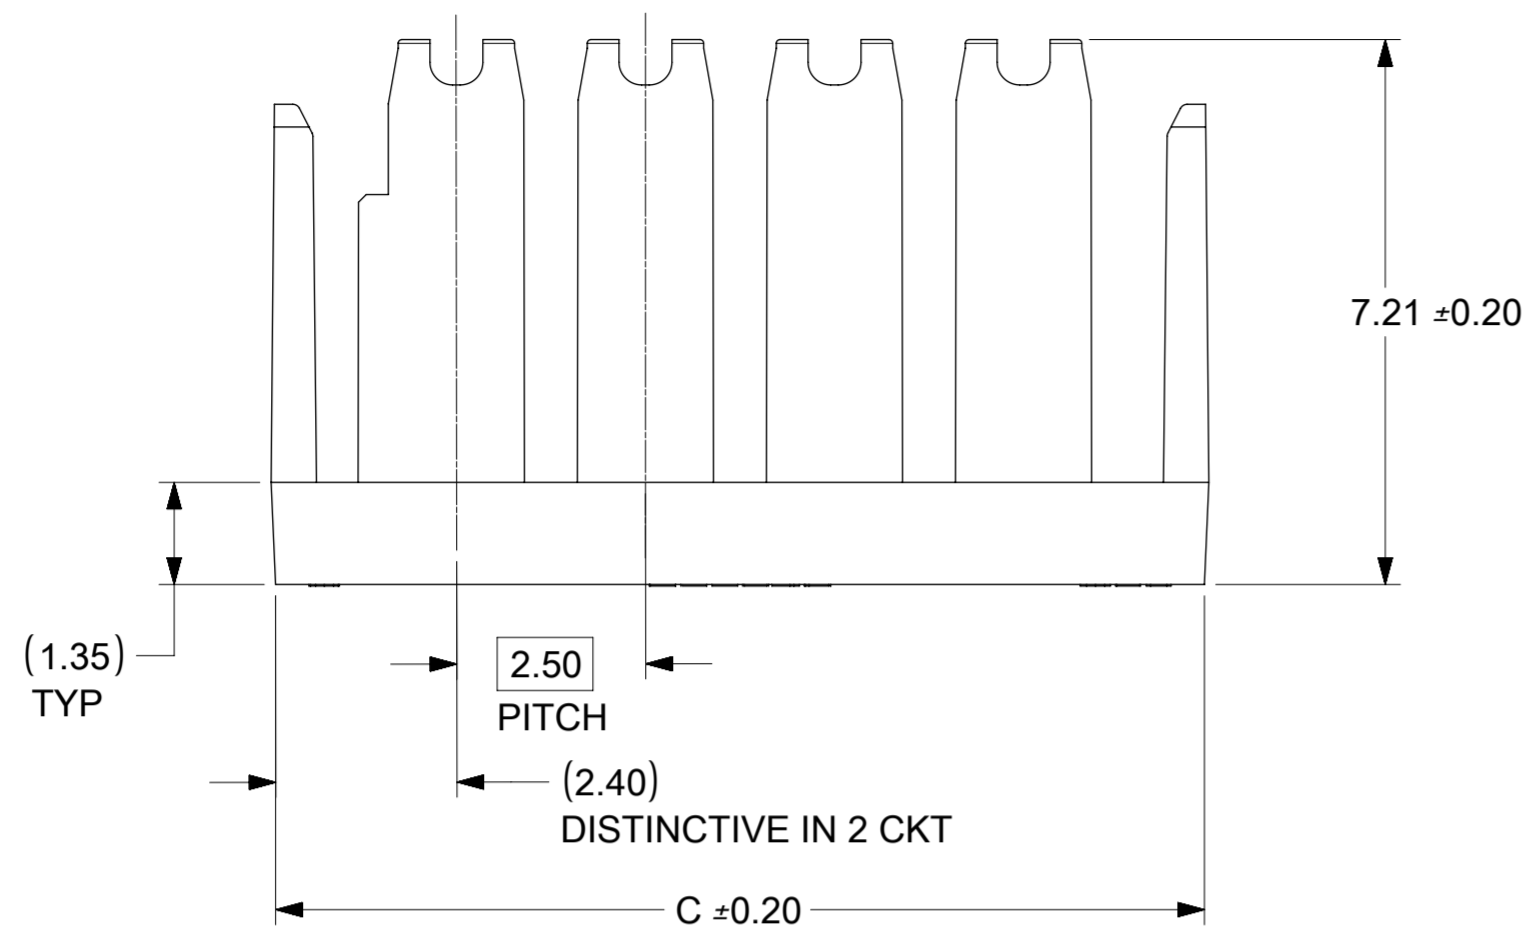 7.21 ±0.20
(1.35)
TYP
2.50
PITCH
(2.40)
DISTINCTIVE IN 2 CKT
C ±0.20